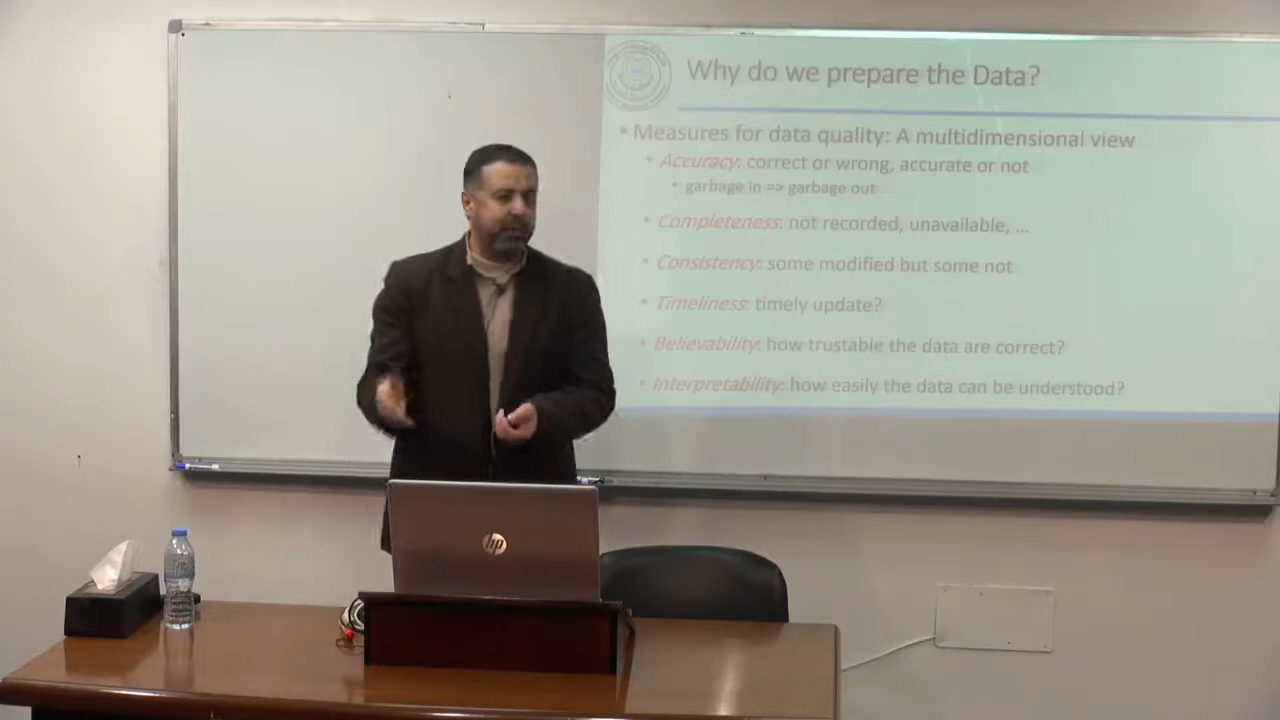 Why do we prepare the Data?
• Measures for data quality: A multidimensional view
• Accuracy: correct or wrong, accurate or not
• garbage in => garbage out
• Completeness: not recorded, unavailable, ...
• Consistency: some modified but some not
• Timeliness: timely update?
• Believability: how trustable the data are correct?
• Interpretability: how easily the data can be understood?
hp